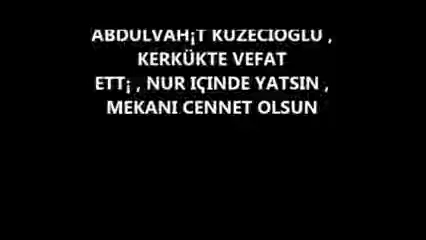 ABDULVAH¡T KUZECIOGLU ,
KERKÜKTE VEFAT
ETT¡ , NUR IÇINDE YATSIN ,
MEKANI CENNET OLSUN